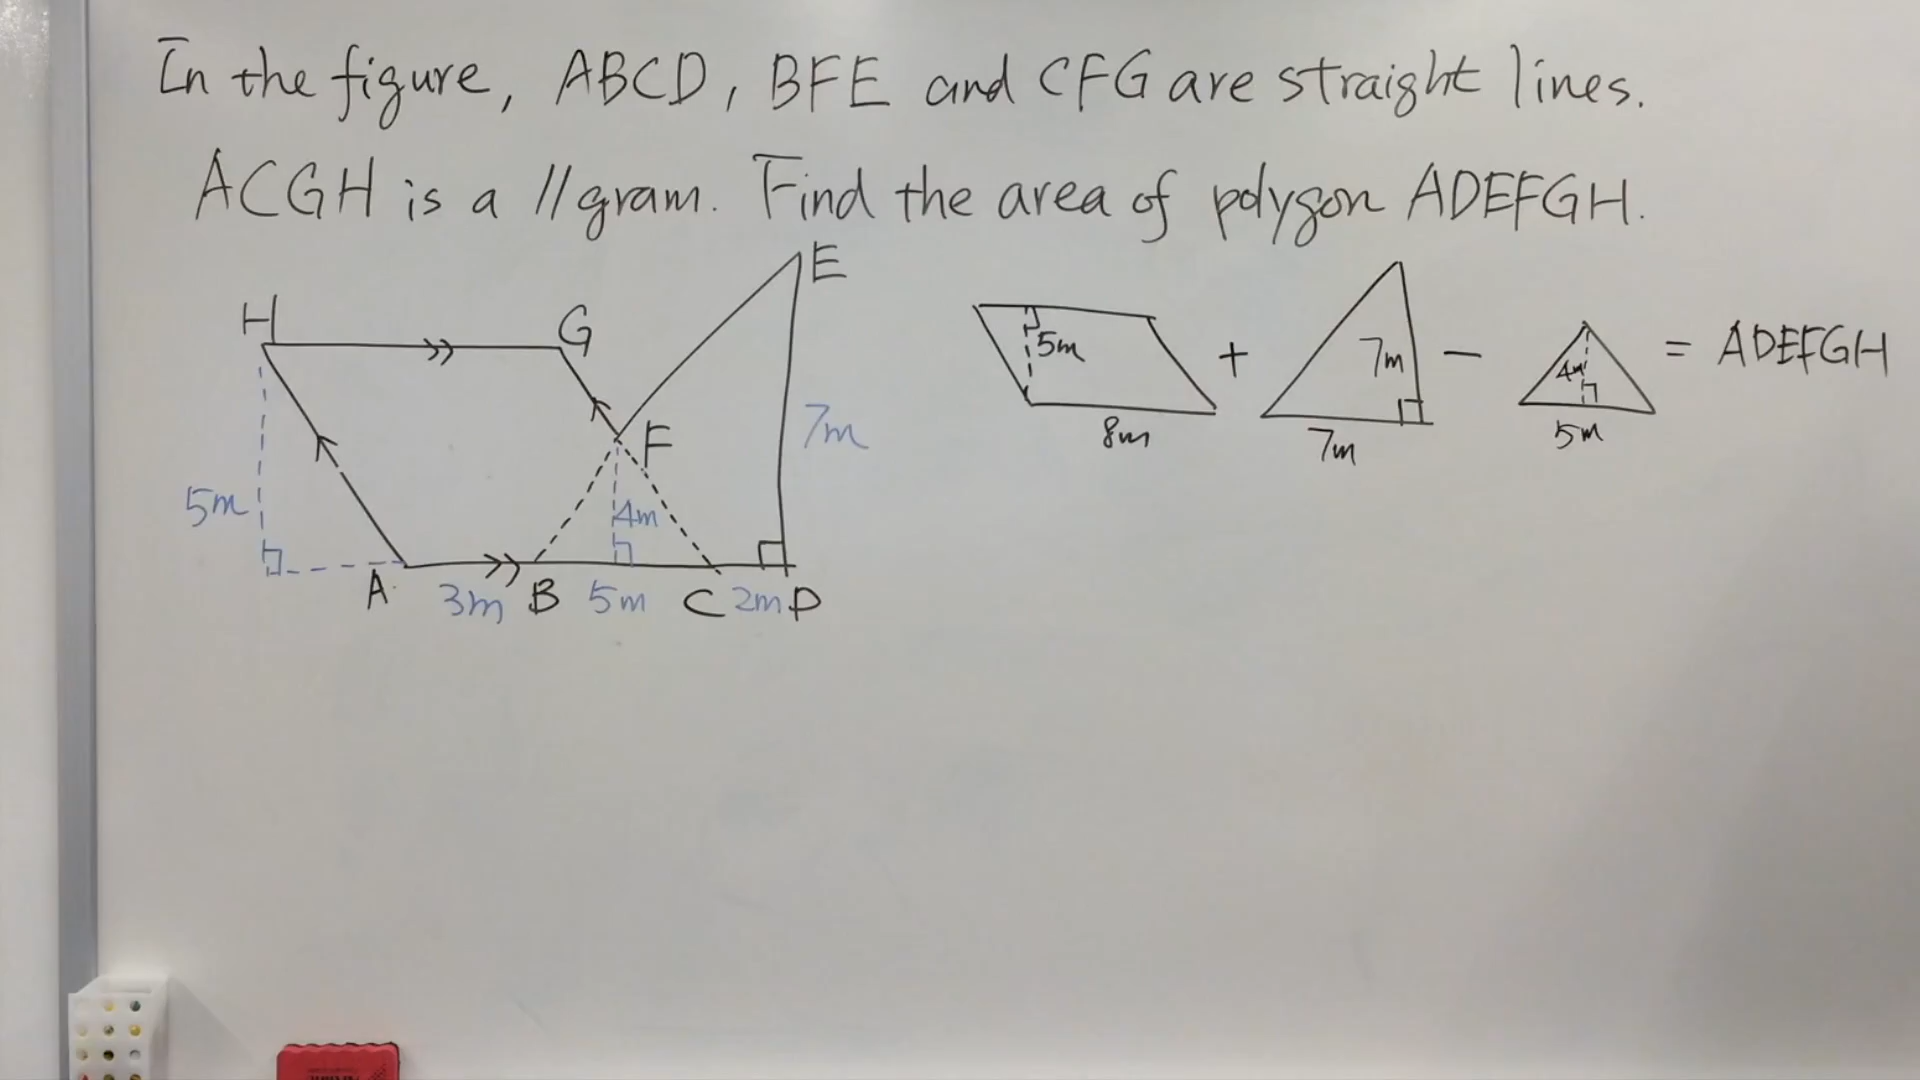 In the figure, ABCD, BFE and CFG are straight lines.
ACGH is a //gram. Find the area of polygon ADEFGH.
H
G
E
F
5m
4m
7m
A
3m
B
5m
C
2m
D
5m
8m
+
7m
7m
−
4m
5m
= ADEFGH